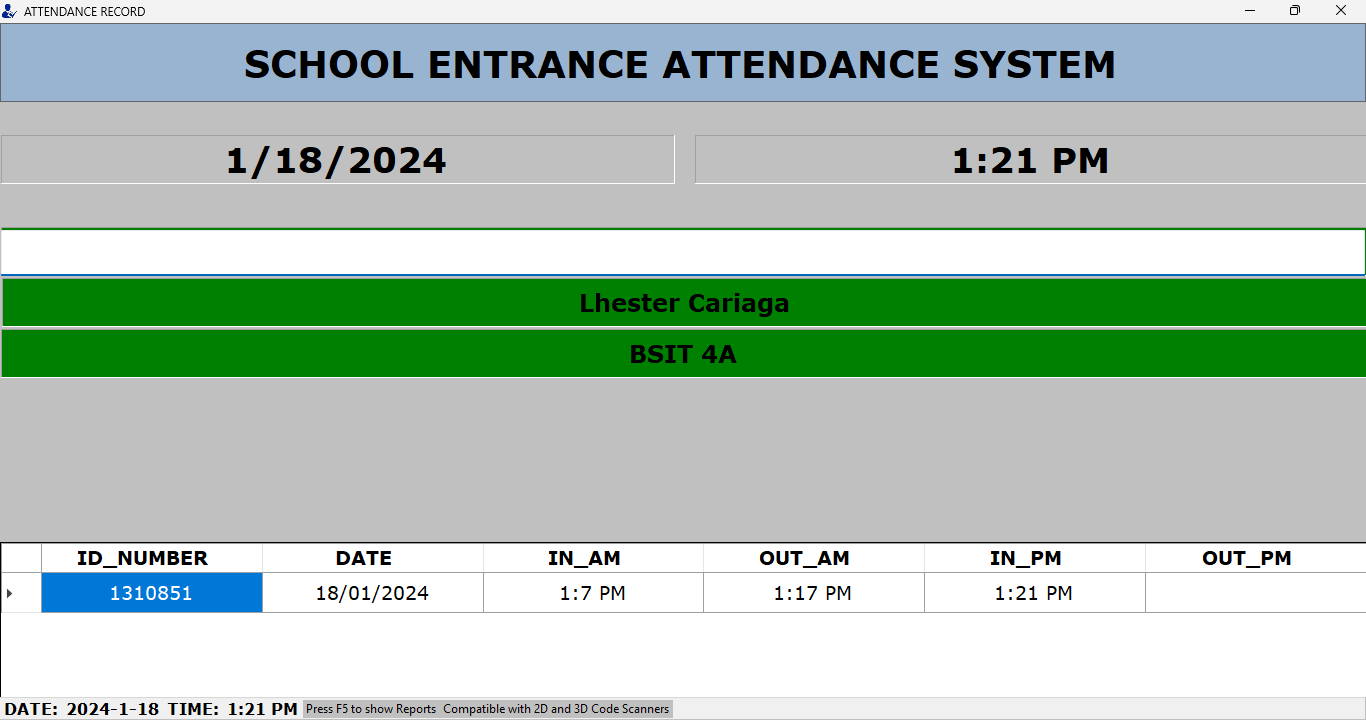 ATTENDANCE RECORD
SCHOOL ENTRANCE ATTENDANCE SYSTEM
1/18/2024 1:21 PM
Lhester Cariaga
BSIT 4A
ID_NUMBER DATE IN_AM OUT_AM IN_PM OUT_PM
1310851 18/01/2024 1:7 PM 1:17 PM 1:21 PM
DATE: 2024-1-18 TIME: 1:21 PM Press F5 to show Reports Compatible with 2D and 3D Code Scanners